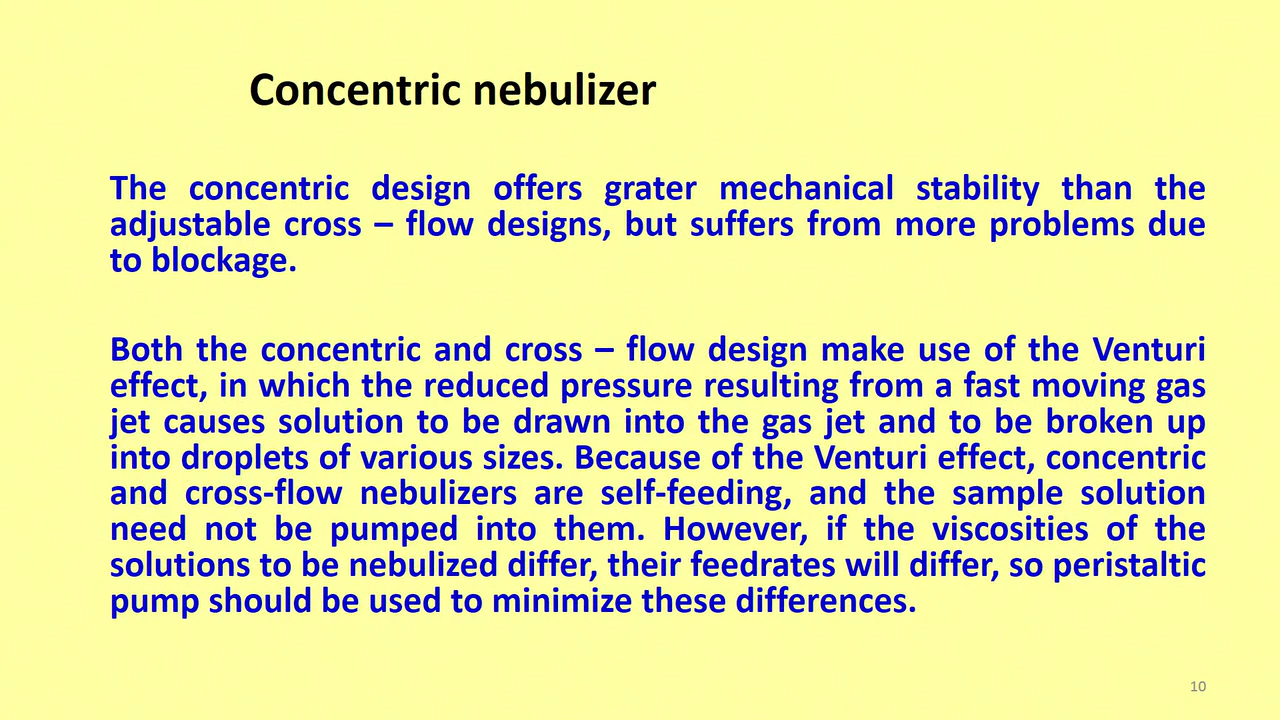 Concentric nebulizer
The concentric design offers grater mechanical stability than the
adjustable cross – flow designs, but suffers from more problems due
to blockage.
Both the concentric and cross – flow design make use of the Venturi
effect, in which the reduced pressure resulting from a fast moving gas
jet causes solution to be drawn into the gas jet and to be broken up
into droplets of various sizes. Because of the Venturi effect, concentric
and cross-flow nebulizers are self-feeding, and the sample solution
need not be pumped into them. However, if the viscosities of the
solutions to be nebulized differ, their feedrates will differ, so peristaltic
pump should be used to minimize these differences.
10